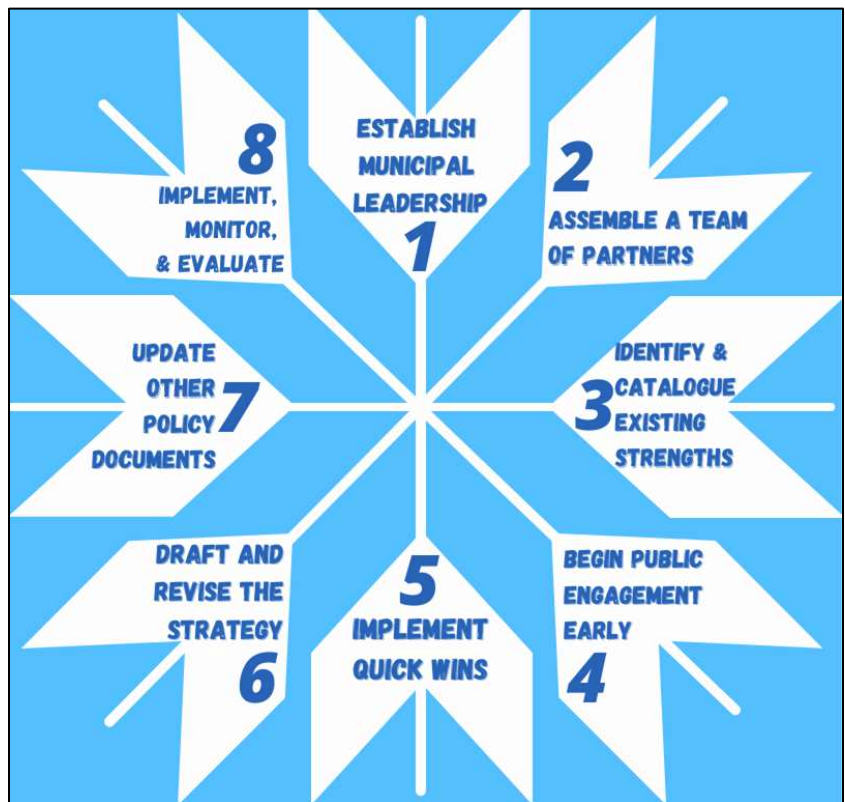 ESTABLISH
MUNICIPAL
LEADERSHIP
1
2
ASSEMBLE A TEAM
OF PARTNERS
3
IDENTIFY &
CATALOGUE
EXISTING
STRENGTHS
BEGIN PUBLIC
ENGAGEMENT
EARLY
4
5
IMPLEMENT
QUICK WINS
DRAFT AND
REVISE THE
STRATEGY
6
UPDATE
OTHER
POLICY
DOCUMENTS
7
8
IMPLEMENT,
MONITOR,
& EVALUATE